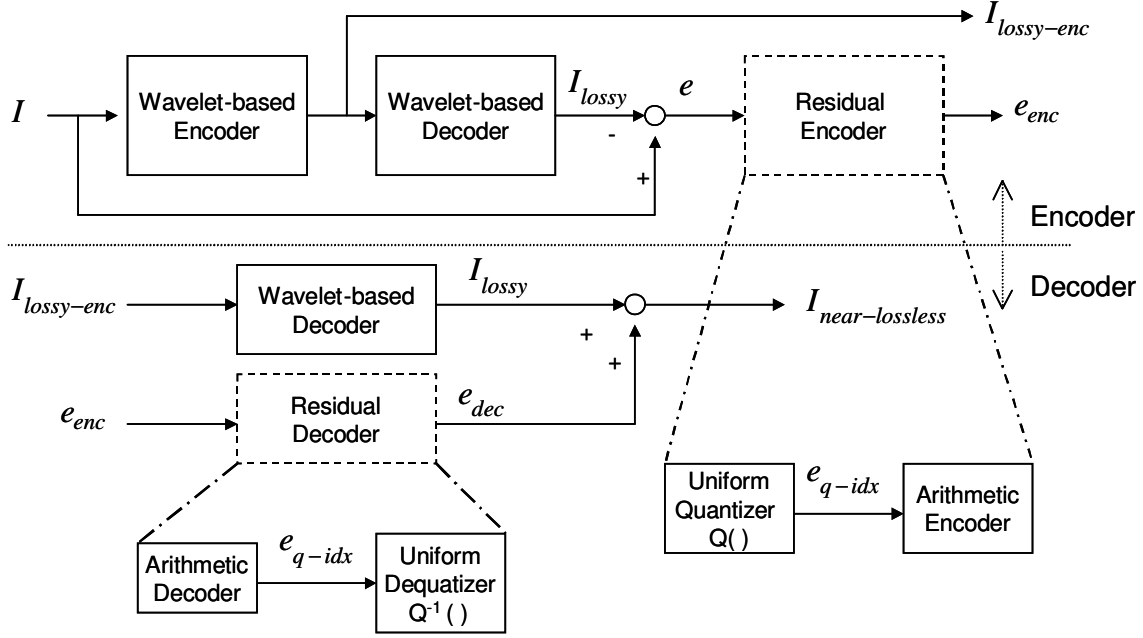 I_lossy−enc
I
Wavelet-based
Encoder
Wavelet-based
Decoder
I_lossy
-
+
e
Residual
Encoder
e_enc
Encoder
Decoder
I_lossy−enc
Wavelet-based
Decoder
I_lossy
+
+
I_near−lossless
e_enc
Residual
Decoder
e_dec
Uniform
Quantizer
Q( )
e_q−idx
Arithmetic
Encoder
Arithmetic
Decoder
e_q−idx
Uniform
Dequatizer
Q⁻¹ ( )